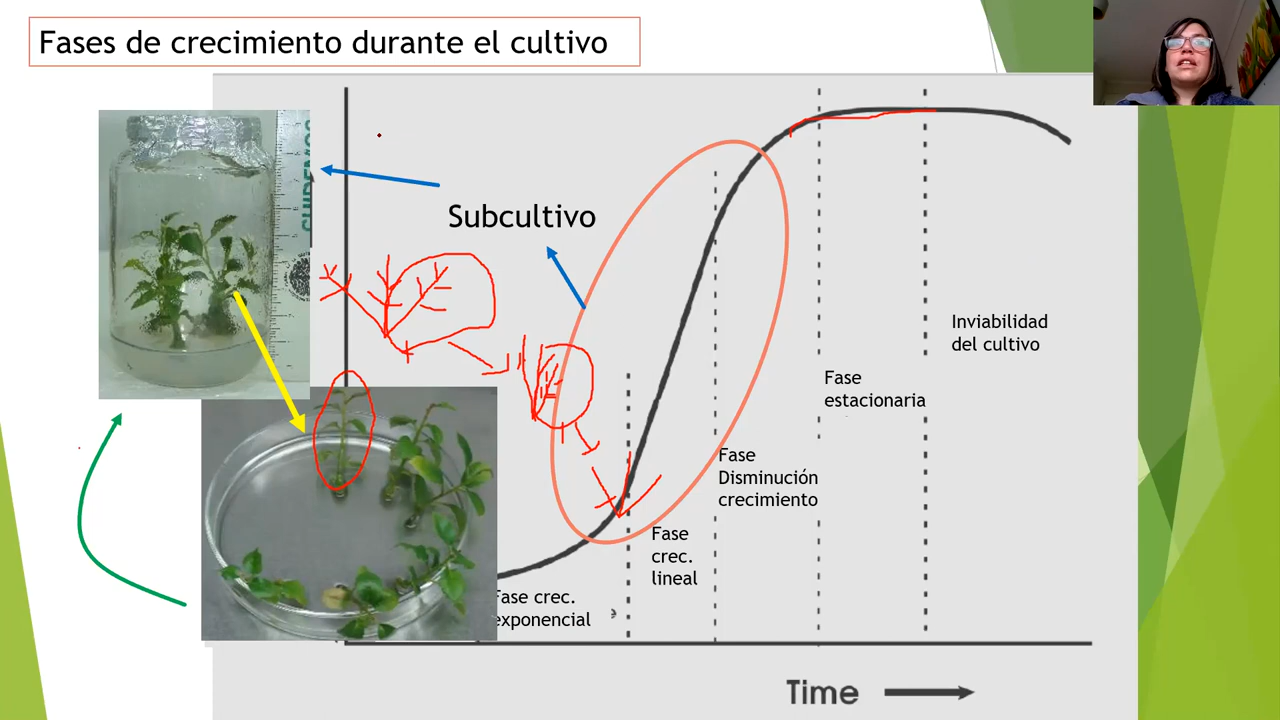 Fases de crecimiento durante el cultivo
Subcultivo
Inviabilidad
del cultivo
Fase
estacionaria
Fase
Disminución
crecimiento
Fase
crec.
lineal
Fase crec.
exponencial
Time